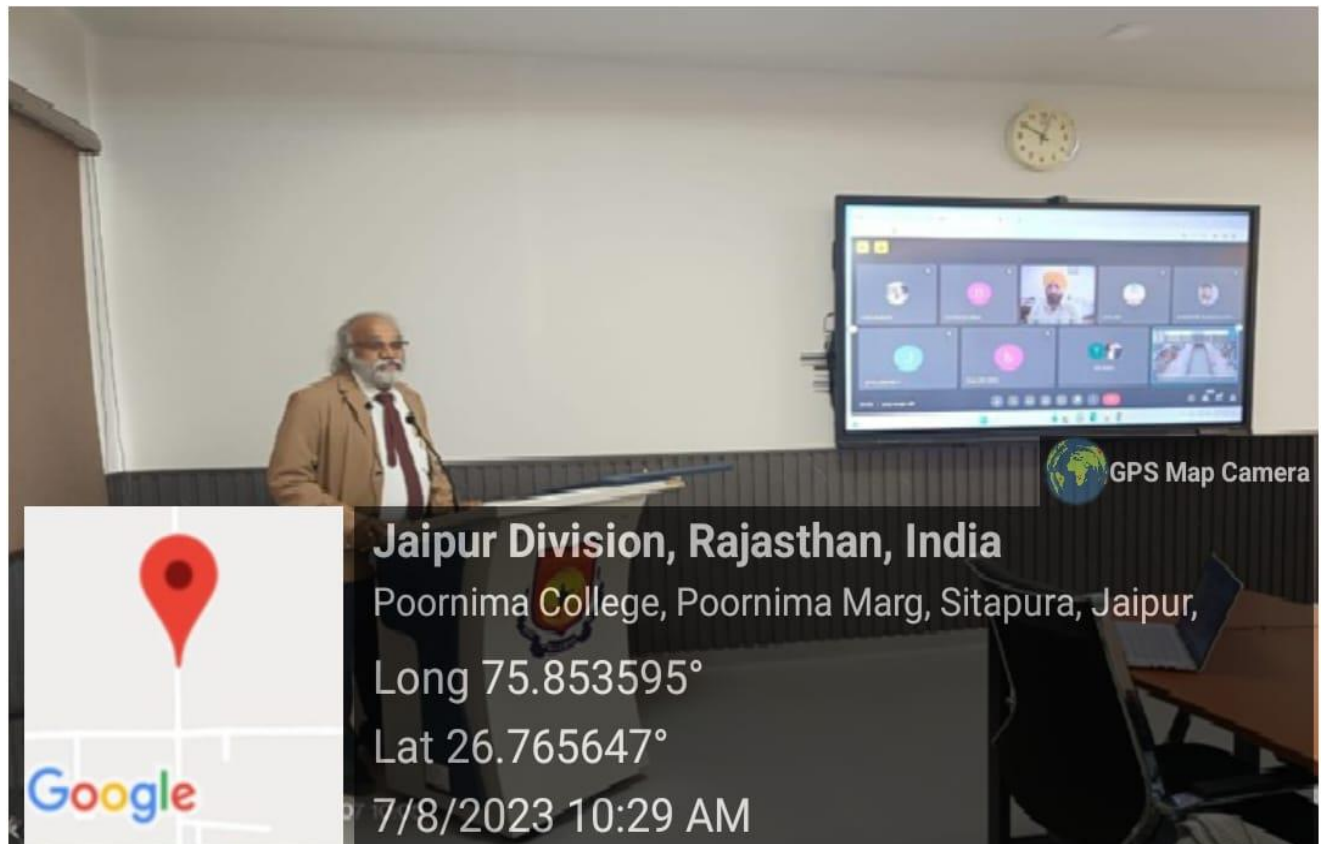 GPS Map Camera
Jaipur Division, Rajasthan, India
Poornima College, Poornima Marg, Sitapura, Jaipur,
Long 75.853595°
Lat 26.765647°
7/8/2023 10:29 AM
Google